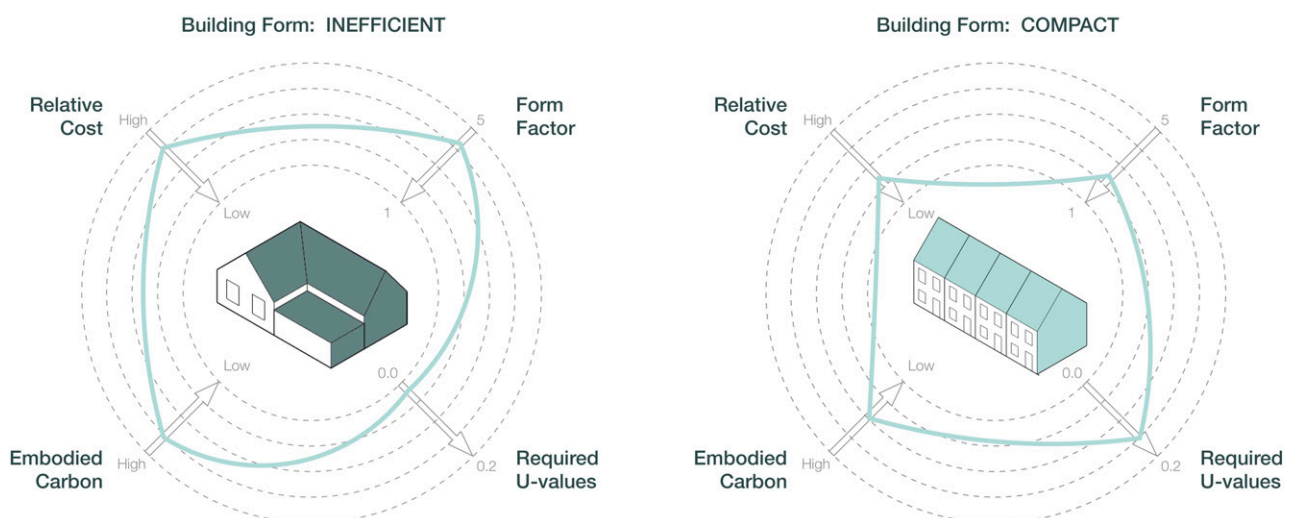 Building Form: INEFFICIENT
Relative
Cost
High
Low
5
Form
Factor
1
Low
0.0
Embodied
Carbon
High
0.2
Required
U-values
Building Form: COMPACT
Relative
Cost
High
Low
5
Form
Factor
1
Low
0.0
Embodied
Carbon
High
0.2
Required
U-values